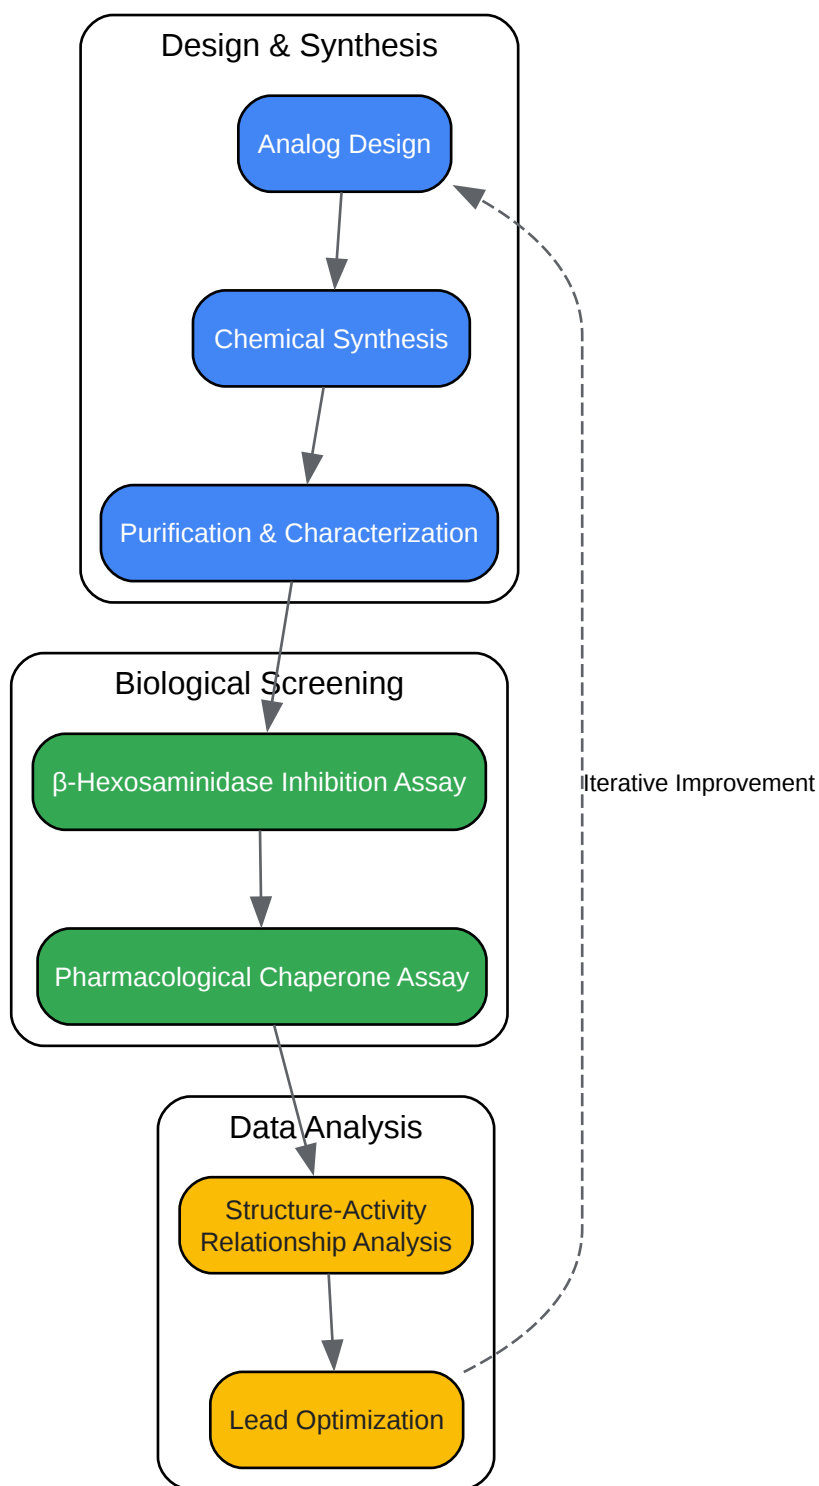 Design & Synthesis
Analog Design
Chemical Synthesis
Purification & Characterization
Biological Screening
β-Hexosaminidase Inhibition Assay
Iterative Improvement
Pharmacological Chaperone Assay
Data Analysis
Structure-Activity
Relationship Analysis
Lead Optimization